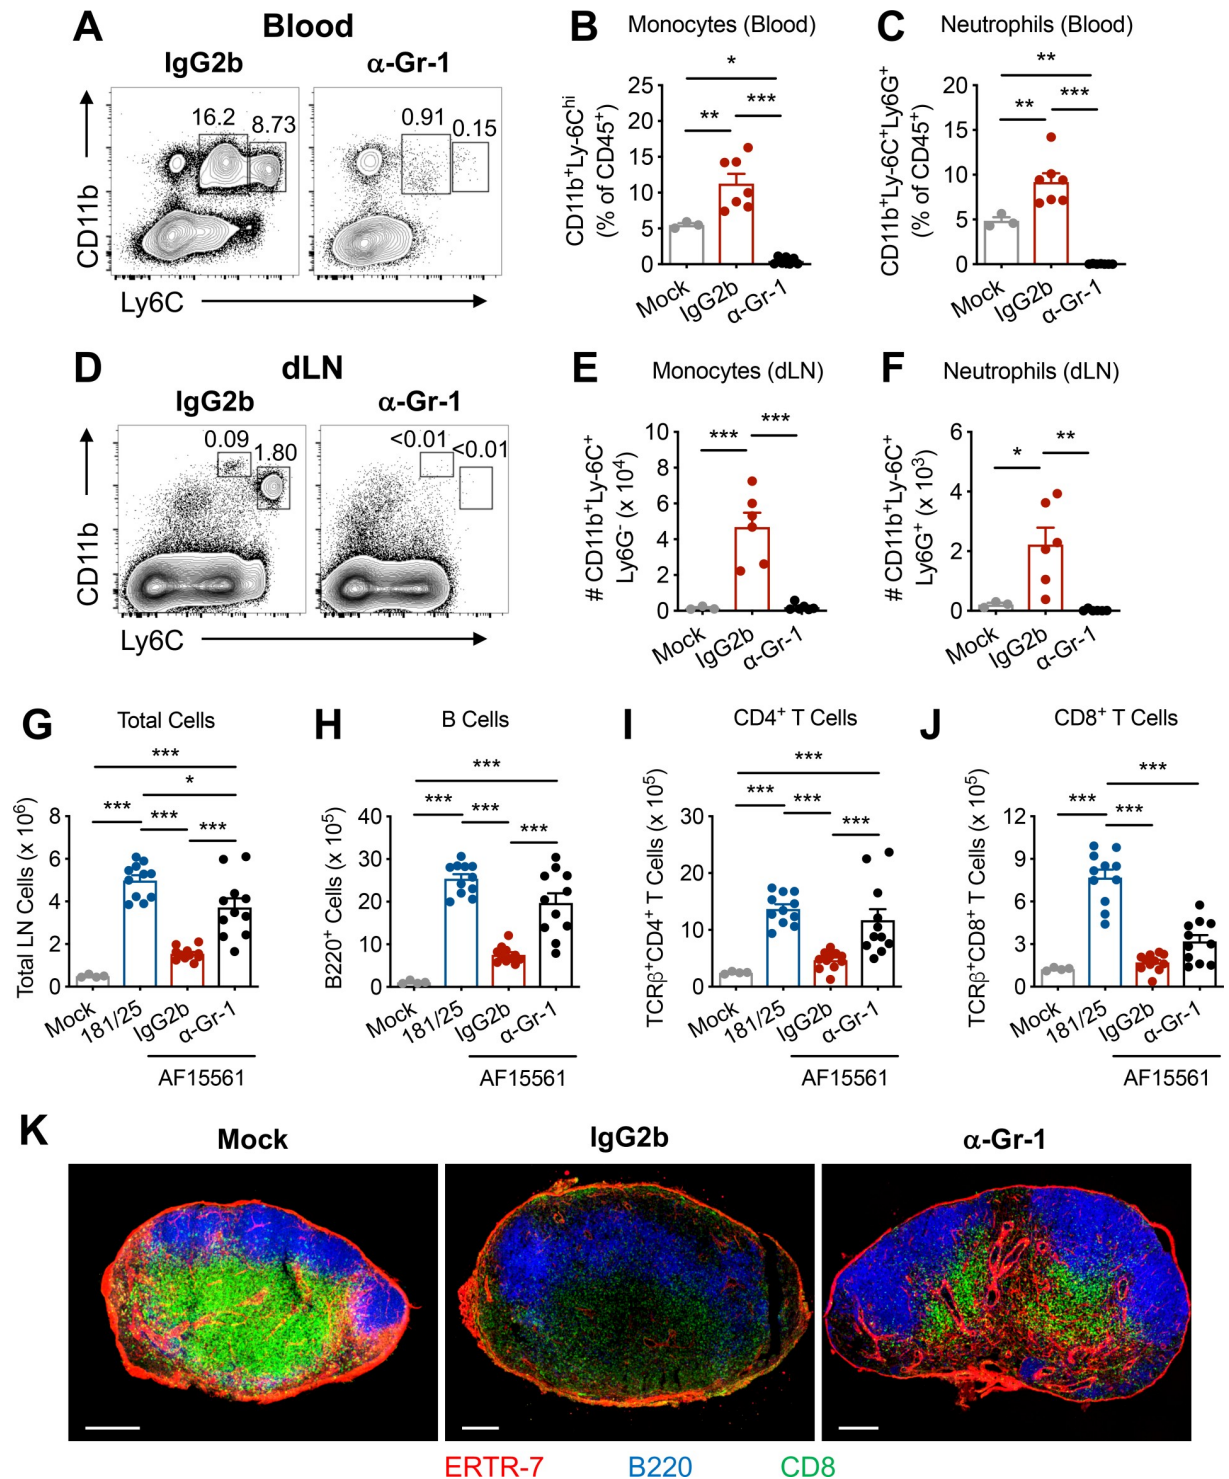 A
Blood
IgG2b
α-Gr-1
16.2
8.73
0.91
0.15
CD11b
Ly6C
B
Monocytes (Blood)
CD11b⁺Ly-6Cʰⁱ
(% of CD45⁺)
25
20
15
10
5
0
*
**
***
Mock
IgG2b
α-Gr-1
C
Neutrophils (Blood)
CD11b⁺Ly-6C⁺Ly6G⁺
(% of CD45⁺)
20
15
10
5
0
**
**
***
Mock
IgG2b
α-Gr-1
D
dLN
IgG2b
α-Gr-1
0.09
1.80
<0.01
<0.01
CD11b
Ly6C
E
Monocytes (dLN)
# CD11b⁺Ly-6C⁺
Ly6G⁻ (x 10⁴)
10
8
6
4
2
0
***
***
Mock
IgG2b
α-Gr-1
F
Neutrophils (dLN)
# CD11b⁺Ly-6C⁺
Ly6G⁺ (x 10³)
6
4
2
0
*
**
Mock
IgG2b
α-Gr-1
G
Total Cells
Total LN Cells (x 10⁶)
8
6
4
2
0
***
*
***
***
***
Mock
181/25
IgG2b
α-Gr-1
AF15561
H
B Cells
B220⁺ Cells (x 10⁵)
40
30
20
10
0
***
***
***
***
Mock
181/25
IgG2b
α-Gr-1
AF15561
I
CD4⁺ T Cells
TCRβ⁺CD4⁺ T Cells (x 10⁵)
30
20
10
0
***
***
***
***
Mock
181/25
IgG2b
α-Gr-1
AF15561
J
CD8⁺ T Cells
TCRβ⁺CD8⁺ T Cells (x 10⁵)
12
9
6
3
0
***
***
***
Mock
181/25
IgG2b
α-Gr-1
AF15561
K
Mock
IgG2b
α-Gr-1
ERTR-7
B220
CD8